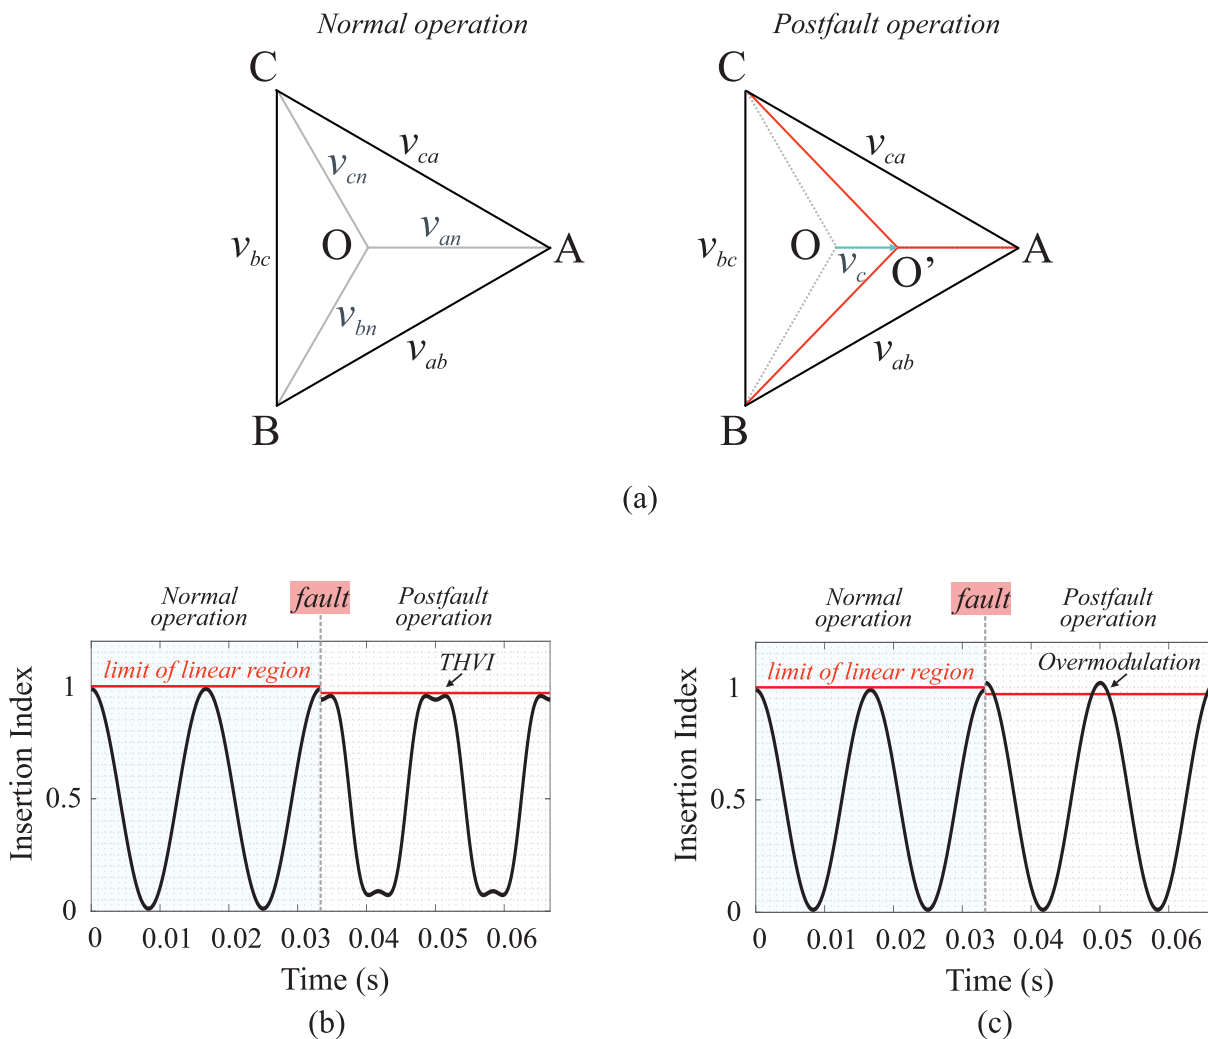 Normal operation
Postfault operation
C
v_ca
v_cn
v_bc
O
v_an
A
v_bn
v_ab
B
C
v_ca
v_bc
O
v_c
O’
A
v_ab
B
(a)
Normal
operation
fault
Postfault
operation
limit of linear region
THVI
1
0.5
0
Insertion Index
0
0.01
0.02
0.03
0.04
0.05
0.06
Time (s)
(b)
Normal
operation
fault
Postfault
operation
limit of linear region
Overmodulation
1
0.5
0
Insertion Index
0
0.01
0.02
0.03
0.04
0.05
0.06
Time (s)
(c)